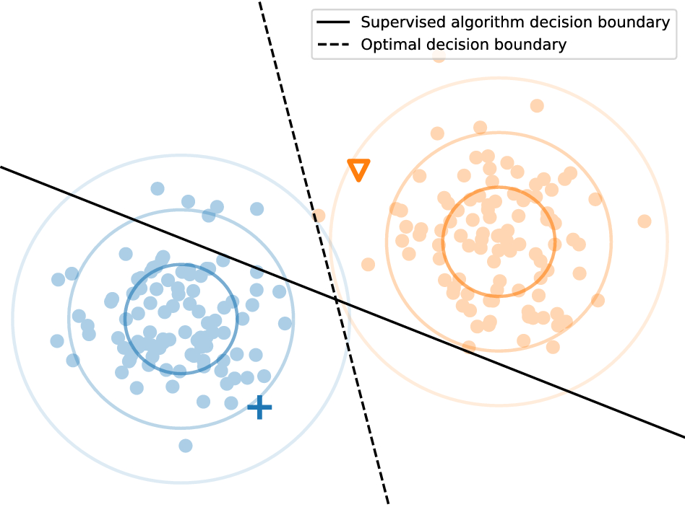 Supervised algorithm decision boundary
Optimal decision boundary